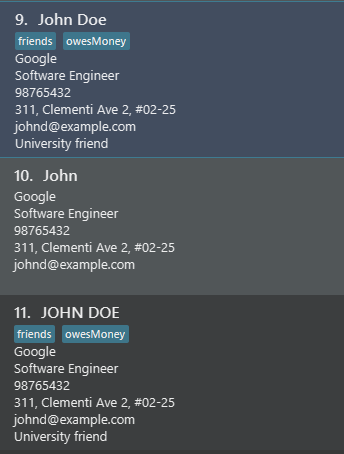 9. John Doe
friends owesMoney
Google
Software Engineer
98765432
311, Clementi Ave 2, #02-25
johnd@example.com
University friend
10. John
Google
Software Engineer
98765432
311, Clementi Ave 2, #02-25
johnd@example.com
11. JOHN DOE
friends owesMoney
Google
Software Engineer
98765432
311, Clementi Ave 2, #02-25
johnd@example.com
University friend